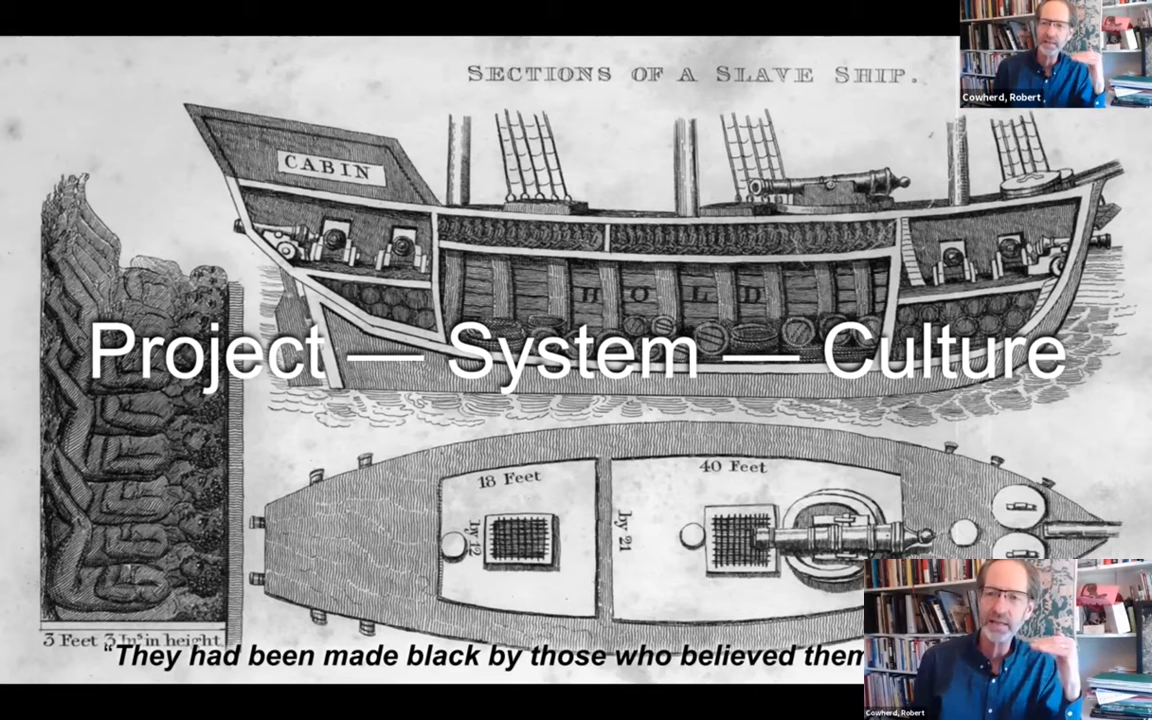 SECTIONS OF A SLAVE SHIP.
Cowherd, Robert
CABIN
HOLD
Project — System — Culture
18 Feet
by 12
40 Feet
by 21
3 Feet 3 Inˢ in height
“They had been made black by those who believed them
Cowherd, Robert